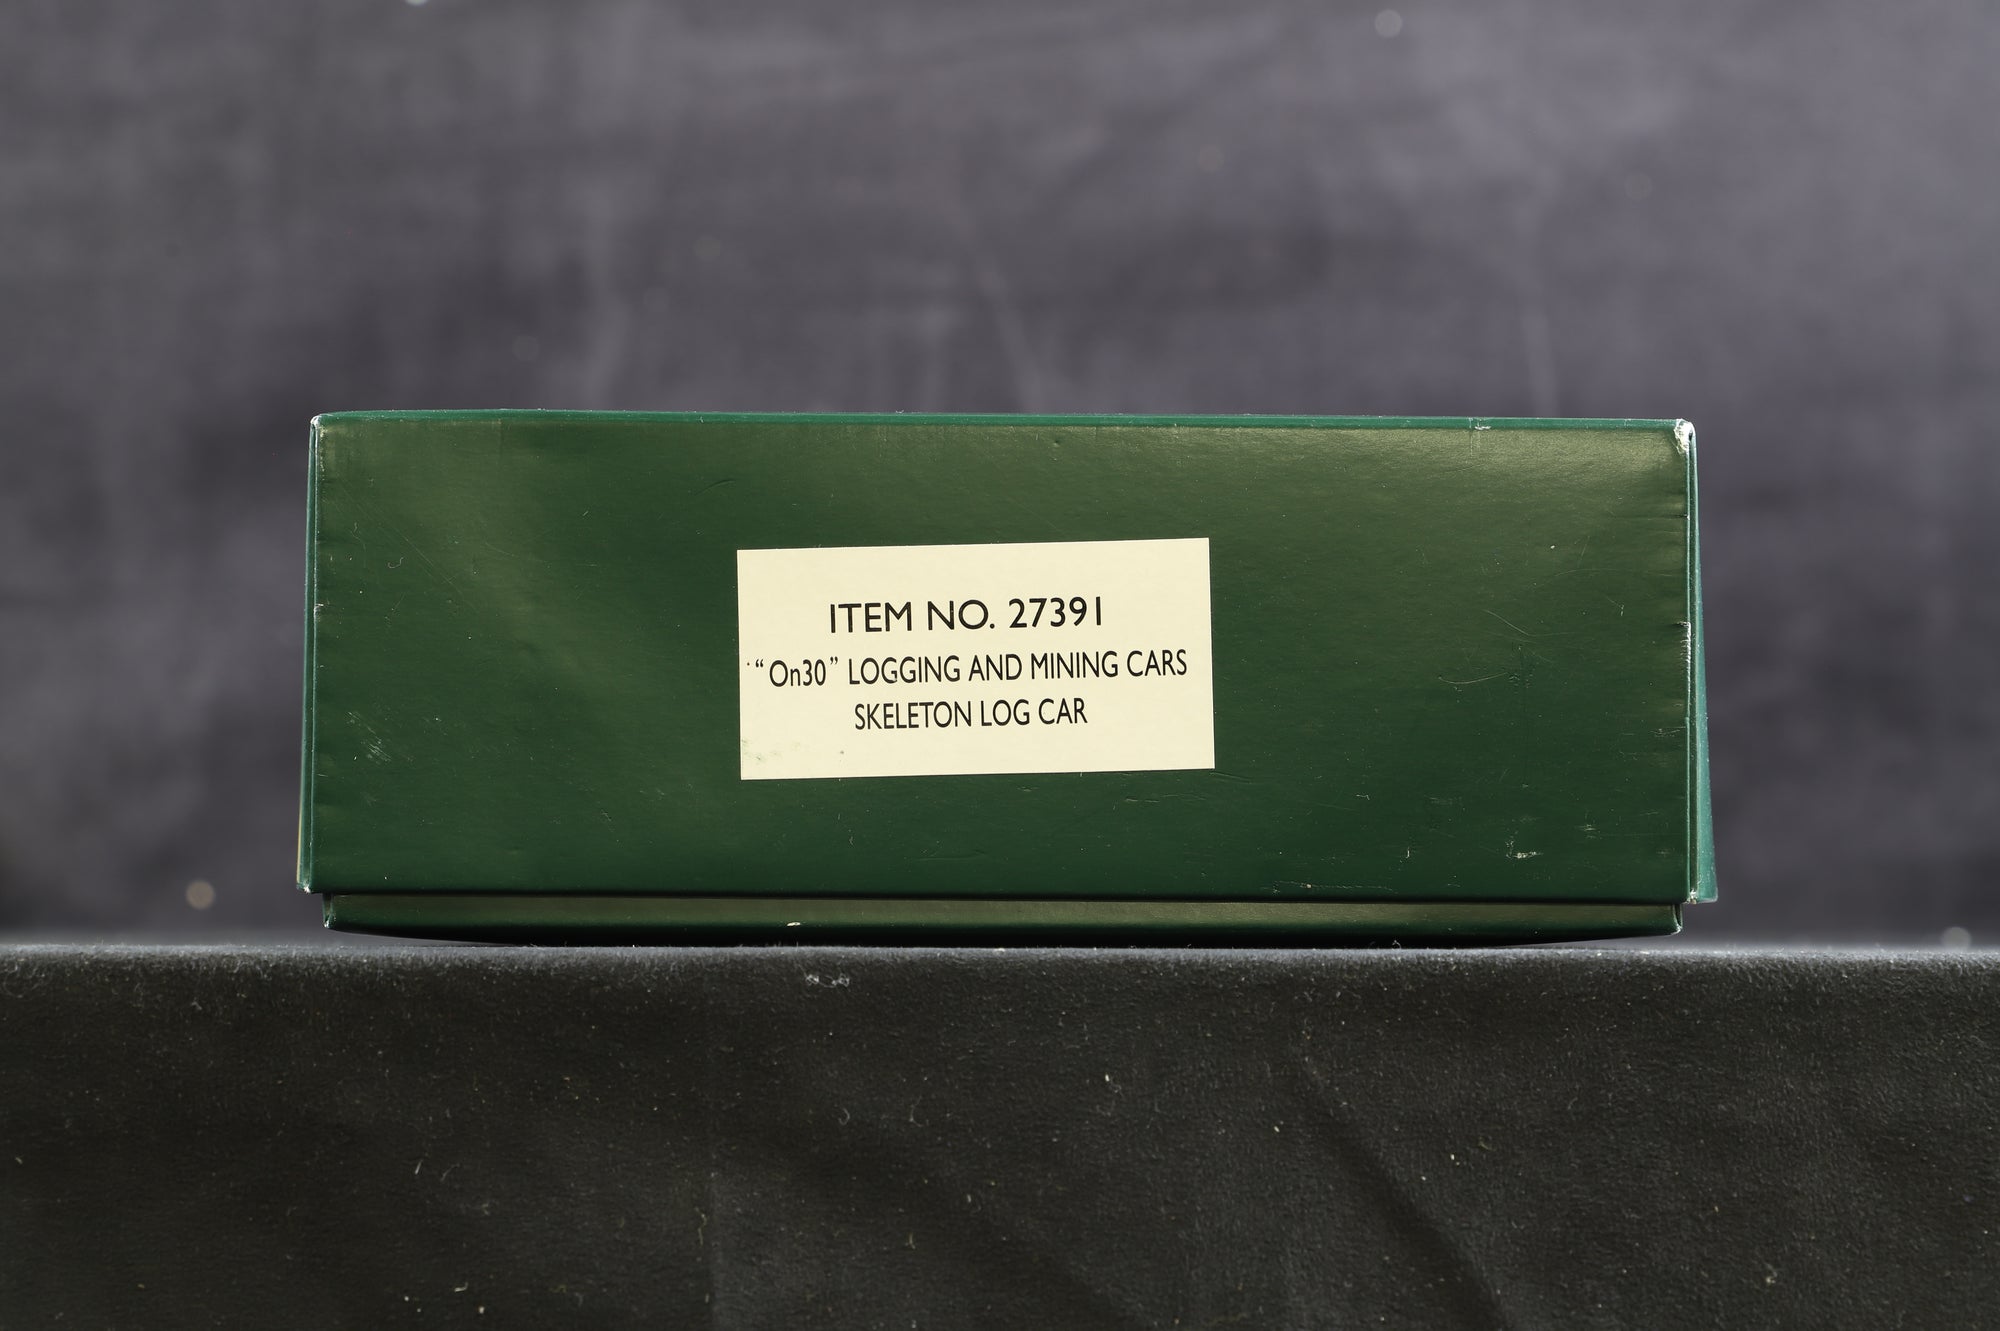 ITEM NO. 27391
“On30” LOGGING AND MINING CARS
SKELETON LOG CAR